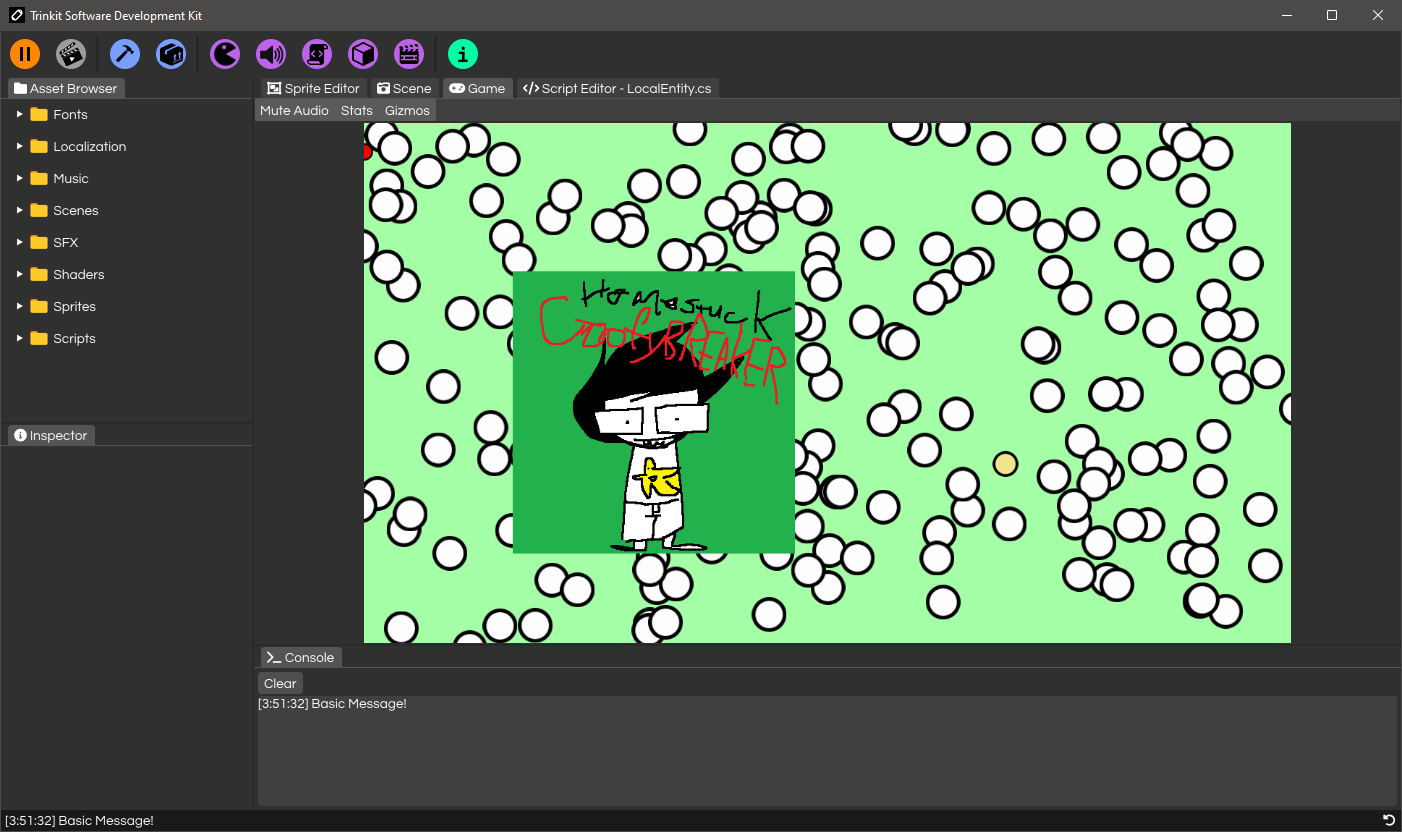 Trinkit Software Development Kit
Asset Browser
Sprite Editor
Scene
Game
Script Editor - LocalEntity.cs
Mute Audio
Stats
Gizmos
Fonts
Localization
Music
Scenes
SFX
Shaders
Sprites
Scripts
Homestuck
BREAKER
Inspector
Console
Clear
[3:51:32] Basic Message!
[3:51:32] Basic Message!